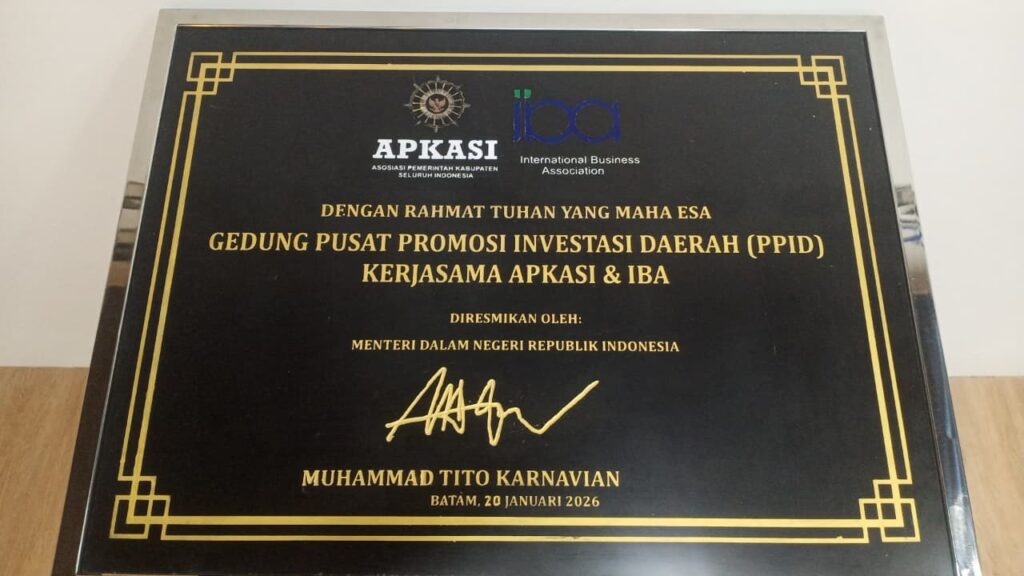 APKASI
ASOSIASI PEMERINTAH KABUPATEN
SELURUH INDONESIA
iba
International Business
Association
DENGAN RAHMAT TUHAN YANG MAHA ESA
GEDUNG PUSAT PROMOSI INVESTASI DAERAH (PPID)
KERJASAMA APKASI & IBA
DIRESMIKAN OLEH:
MENTERI DALAM NEGERI REPUBLIK INDONESIA
MUHAMMAD TITO KARNAVIAN
BATAM, 20 JANUARI 2026